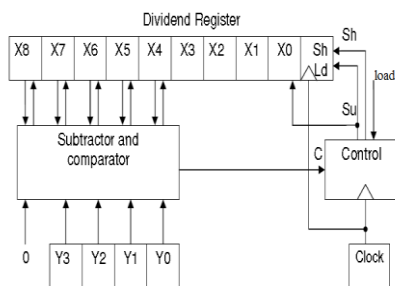 Dividend Register
Sh
X8 X7 X6 X5 X4 X3 X2 X1 X0 Sh
Ld
load
Su
Subtractor and
comparator
C Control
0 Y3 Y2 Y1 Y0 Clock